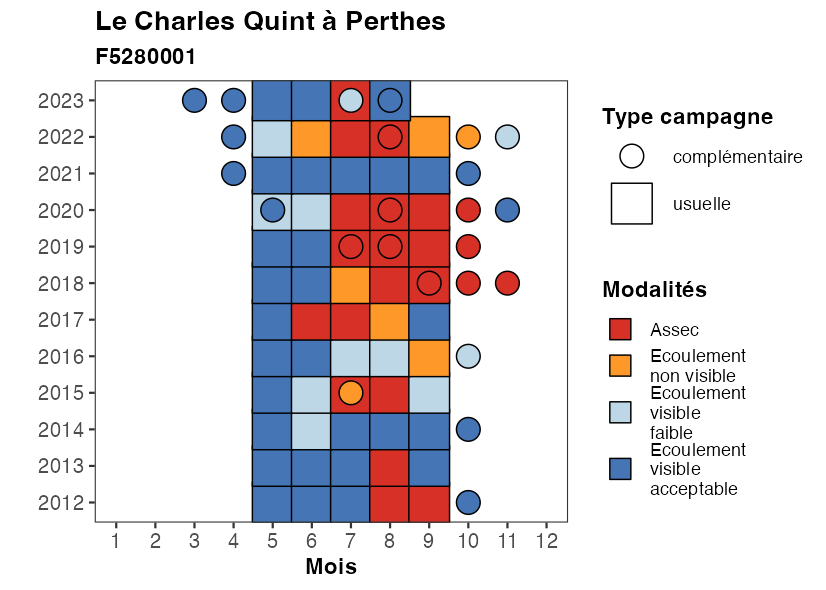 Le Charles Quint à Perthes
F5280001
2023
2022
2021
2020
2019
2018
2017
2016
2015
2014
2013
2012
1 2 3 4 5 6 7 8 9 10 11 12
Mois
Type campagne
complémentaire
usuelle
Modalités
Assec
Ecoulement
non visible
Ecoulement
visible
faible
Ecoulement
visible
acceptable